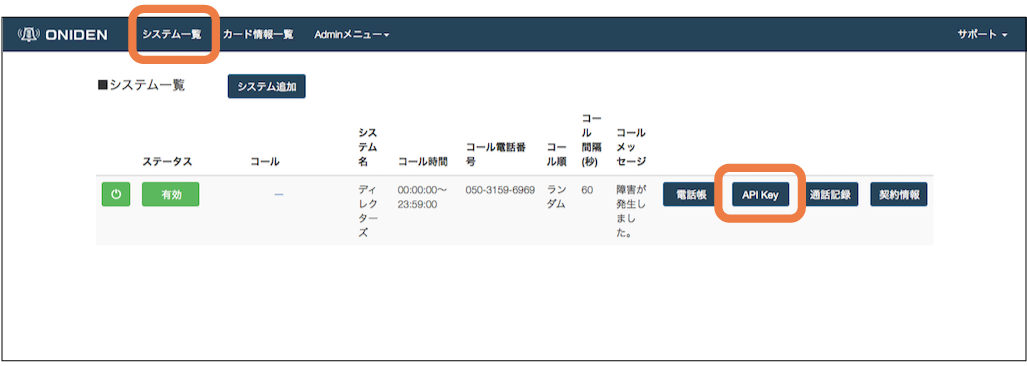 ONIDEN システム一覧 カード情報一覧 Adminメニュー サポート
■システム一覧 システム追加
ステータス
コール
シス
テム
名
コール時間
コール電話番
号
コー
ル順
コー
ル
間隔
(秒)
コール
メッ
セージ
有効
ー
ディ
レク
ター
ズ
00:00:00〜
23:59:00
050-3159-6969
ラン
ダム
60
障害が
発生し
まし
た。
電話帳
API Key
通話記録
契約情報